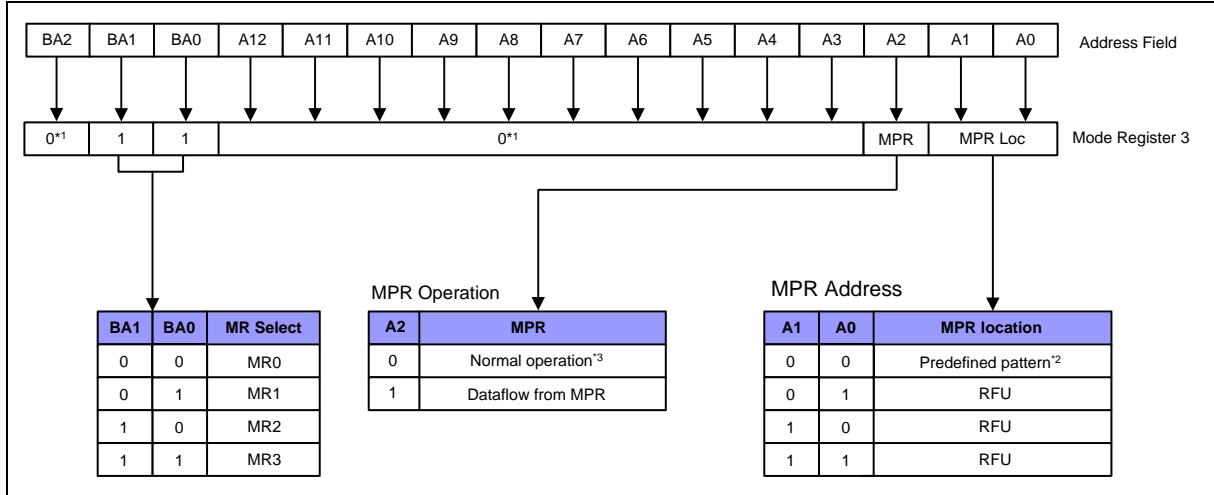 BA2 BA1 BA0 A12 A11 A10 A9 A8 A7 A6 A5 A4 A3 A2 A1 A0 Address Field
0*1 1 1 0*1 MPR MPR Loc Mode Register 3
MPR Operation
MPR Address
BA1 BA0 MR Select
0 0 MR0
0 1 MR1
1 0 MR2
1 1 MR3
A2 MPR
0 Normal operation*3
1 Dataflow from MPR
A1 A0 MPR location
0 0 Predefined pattern*2
0 1 RFU
1 0 RFU
1 1 RFU